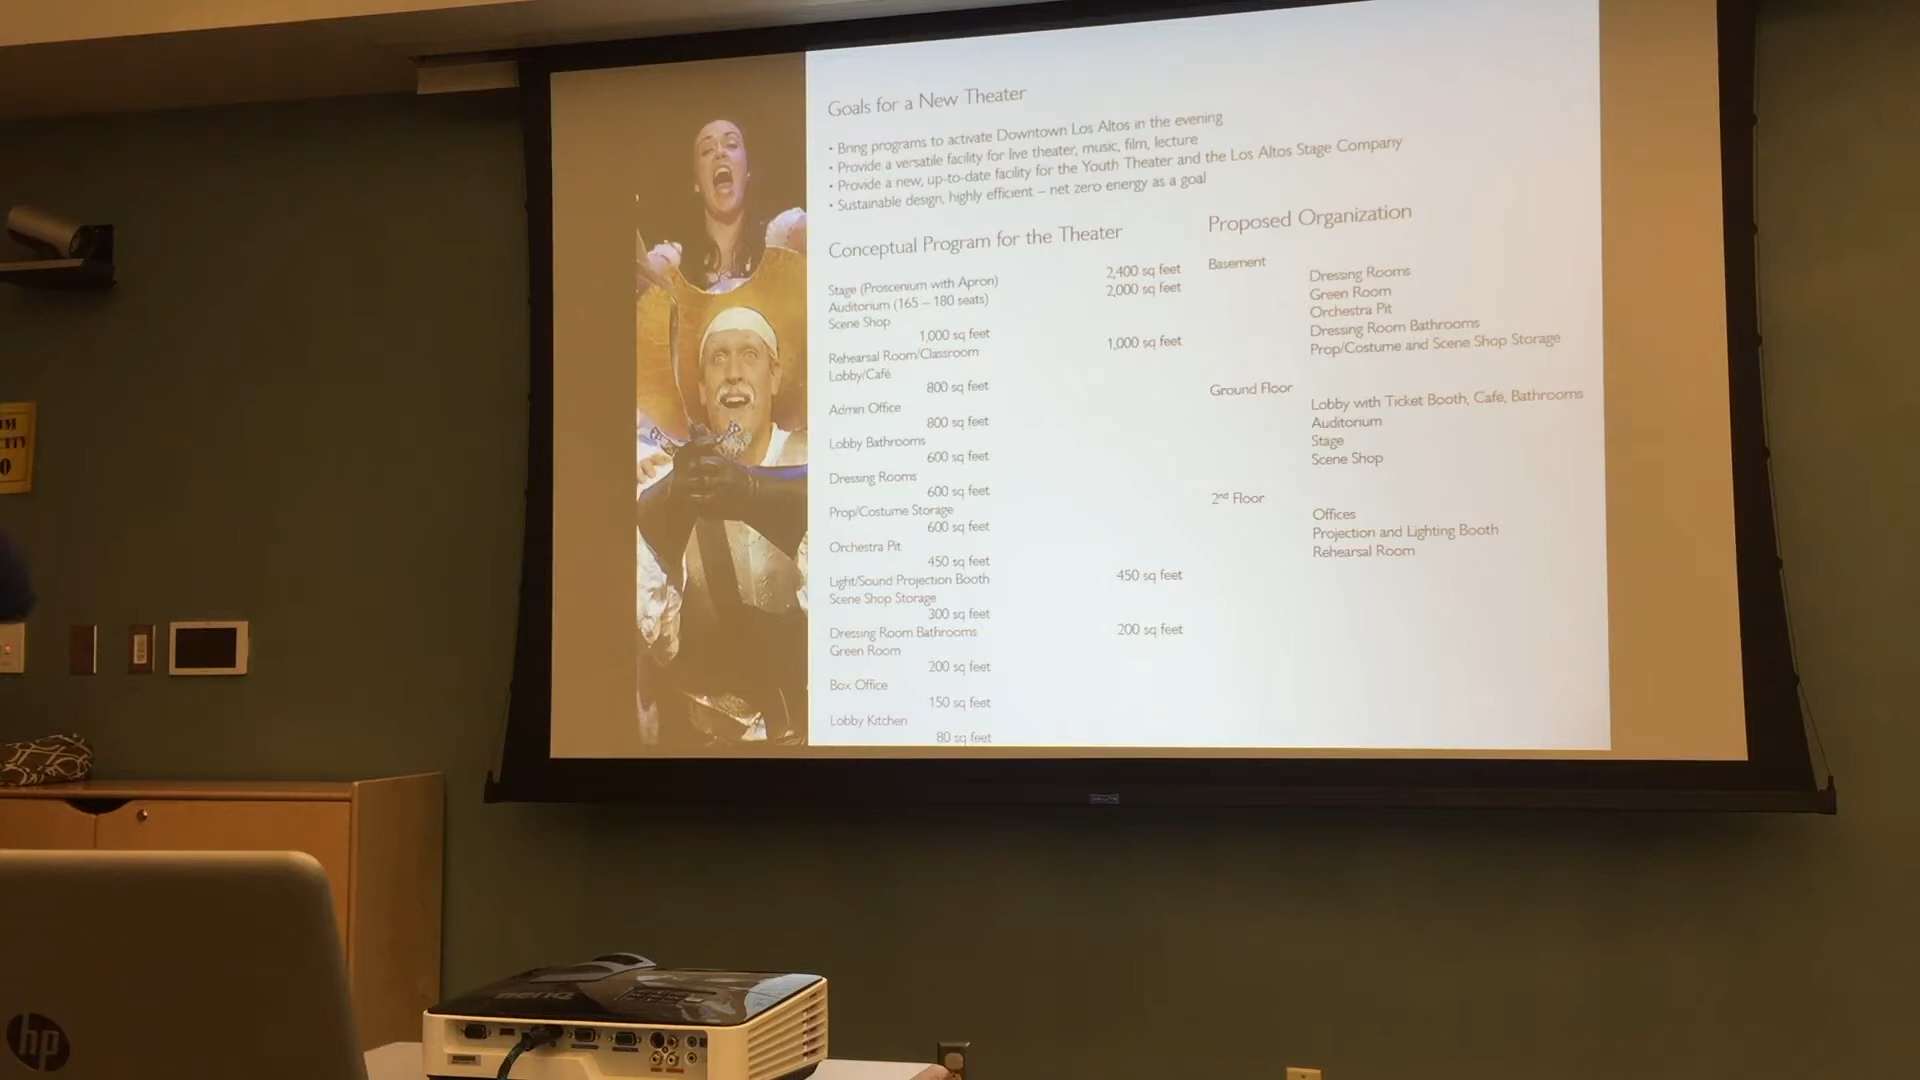 Goals for a New Theater
• Bring programs to activate Downtown Los Altos in the evening
• Provide a versatile facility for live theater, music, film, lecture
• Provide a new, up-to-date facility for the Youth Theater and the Los Altos Stage Company
• Sustainable design, highly efficient – net zero energy as a goal
Conceptual Program for the Theater
Stage (Proscenium with Apron) 2,400 sq feet
Auditorium (165 – 180 seats) 2,000 sq feet
Scene Shop
1,000 sq feet
Rehearsal Room/Classroom 1,000 sq feet
Lobby/Café
800 sq feet
Admin Office
800 sq feet
Lobby Bathrooms
600 sq feet
Dressing Rooms
600 sq feet
Prop/Costume Storage
600 sq feet
Orchestra Pit
450 sq feet
Light/Sound Projection Booth 450 sq feet
Scene Shop Storage
300 sq feet
Dressing Room Bathrooms 200 sq feet
Green Room
200 sq feet
Box Office
150 sq feet
Lobby Kitchen
80 sq feet
Proposed Organization
Basement
Dressing Rooms
Green Room
Orchestra Pit
Dressing Room Bathrooms
Prop/Costume and Scene Shop Storage
Ground Floor
Lobby with Ticket Booth, Café, Bathrooms
Auditorium
Stage
Scene Shop
2nd Floor
Offices
Projection and Lighting Booth
Rehearsal Room
hp
BenQ